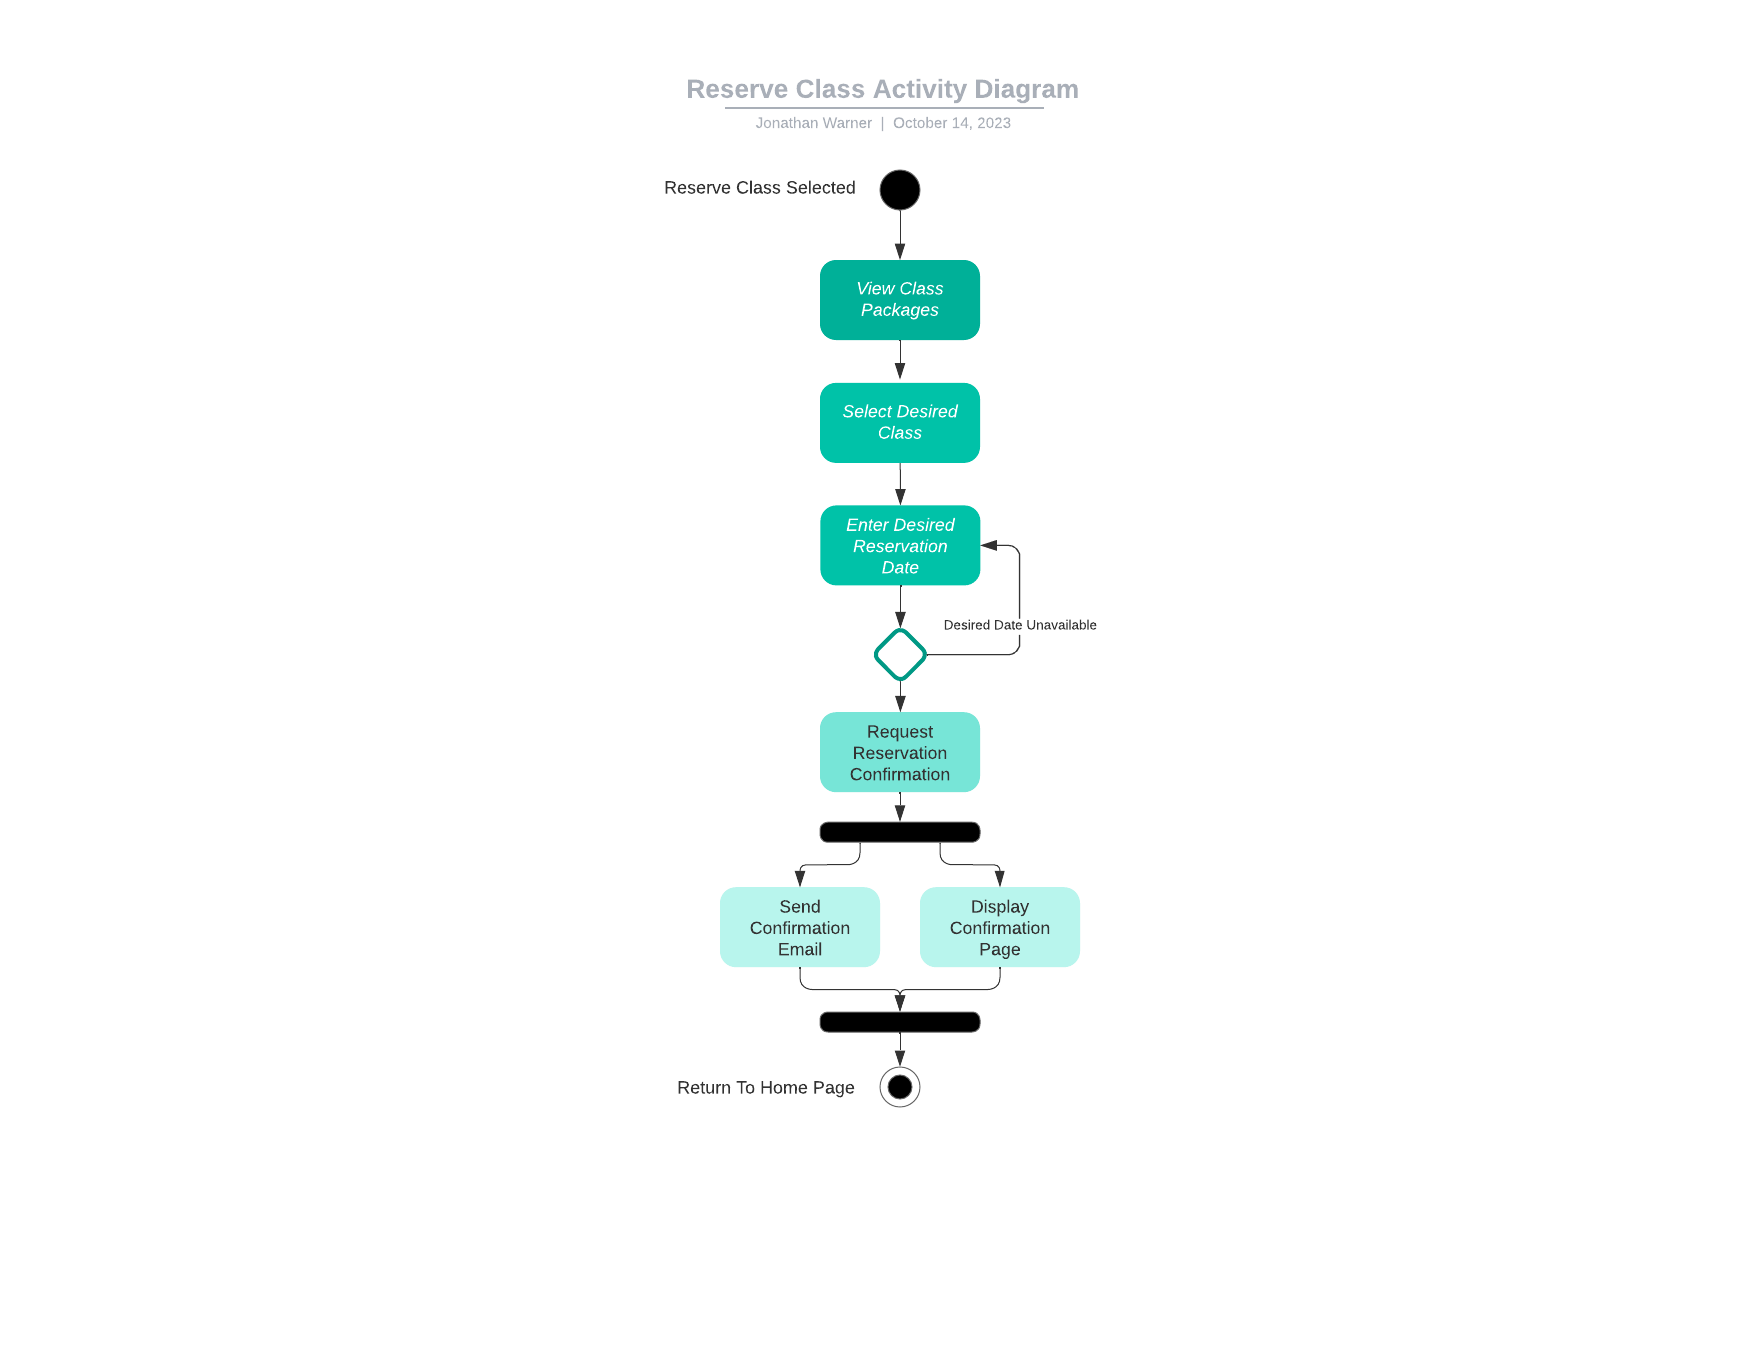 Reserve Class Activity Diagram
Jonathan Warner | October 14, 2023
Reserve Class Selected
View Class
Packages
Select Desired
Class
Enter Desired
Reservation
Date
Desired Date Unavailable
Request
Reservation
Confirmation
Send
Confirmation
Email
Display
Confirmation
Page
Return To Home Page